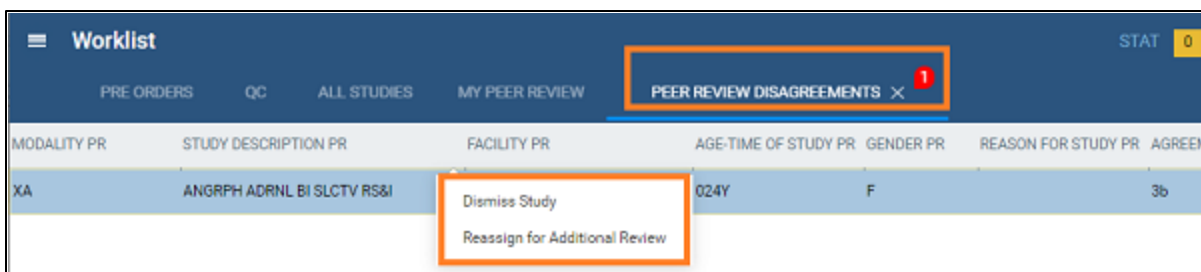 Worklist
STAT 0
PRE ORDERS QC ALL STUDIES MY PEER REVIEW PEER REVIEW DISAGREEMENTS × 1
MODALITY PR STUDY DESCRIPTION PR FACILITY PR AGE-TIME OF STUDY PR GENDER PR REASON FOR STUDY PR AGREEM
XA ANGRPH ADRNL BI SLCTV RS&I 024Y F 3b
Dismiss Study
Reassign for Additional Review